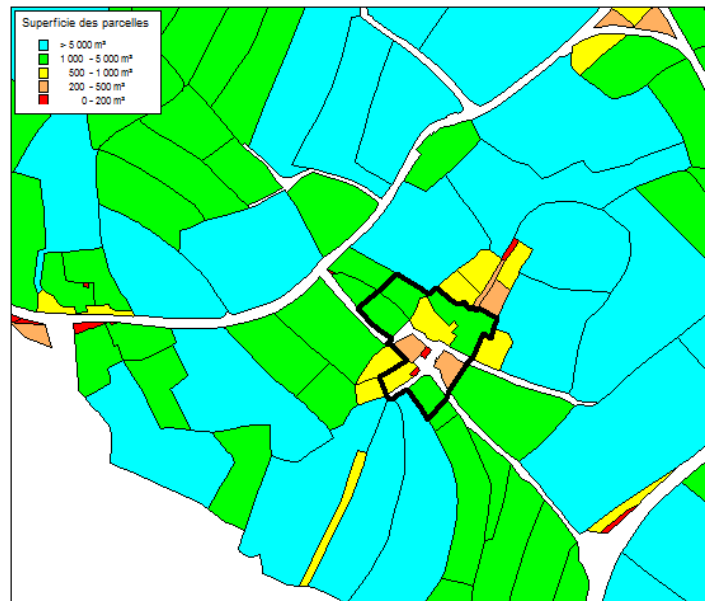 Superficie des parcelles
> 5 000 m²
1 000 - 5 000 m²
500 - 1 000 m²
200 - 500 m²
0 - 200 m²